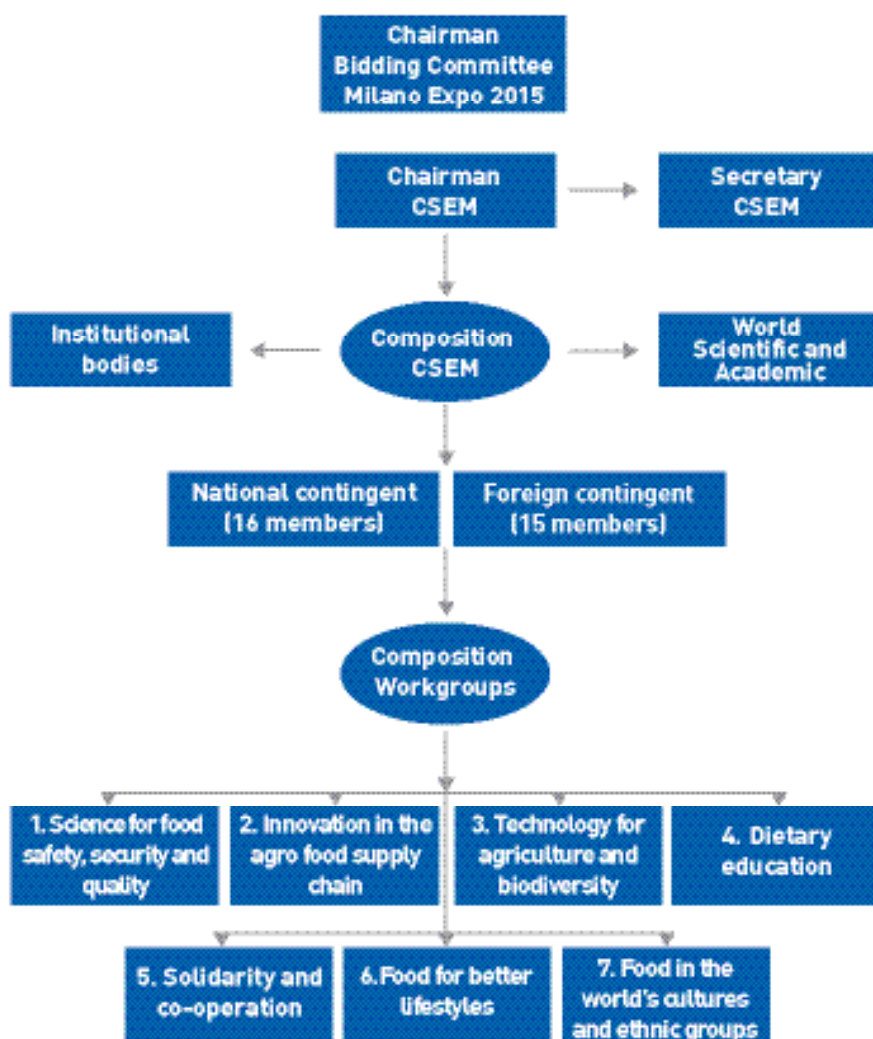 Chairman
Bidding Committee
Milano Expo 2015
Chairman
CSEM
Secretary
CSEM
Institutional
bodies
Composition
CSEM
World
Scientific and
Academic
National contingent
(16 members)
Foreign contingent
(15 members)
Composition
Workgroups
1. Science for food
safety, security and
quality
2. Innovation in the
agro food supply
chain
3. Technology for
agriculture and
biodiversity
4. Dietary
education
5. Solidarity and
co-operation
6.Food for better
lifestyles
7. Food in the
world's cultures
and ethnic groups